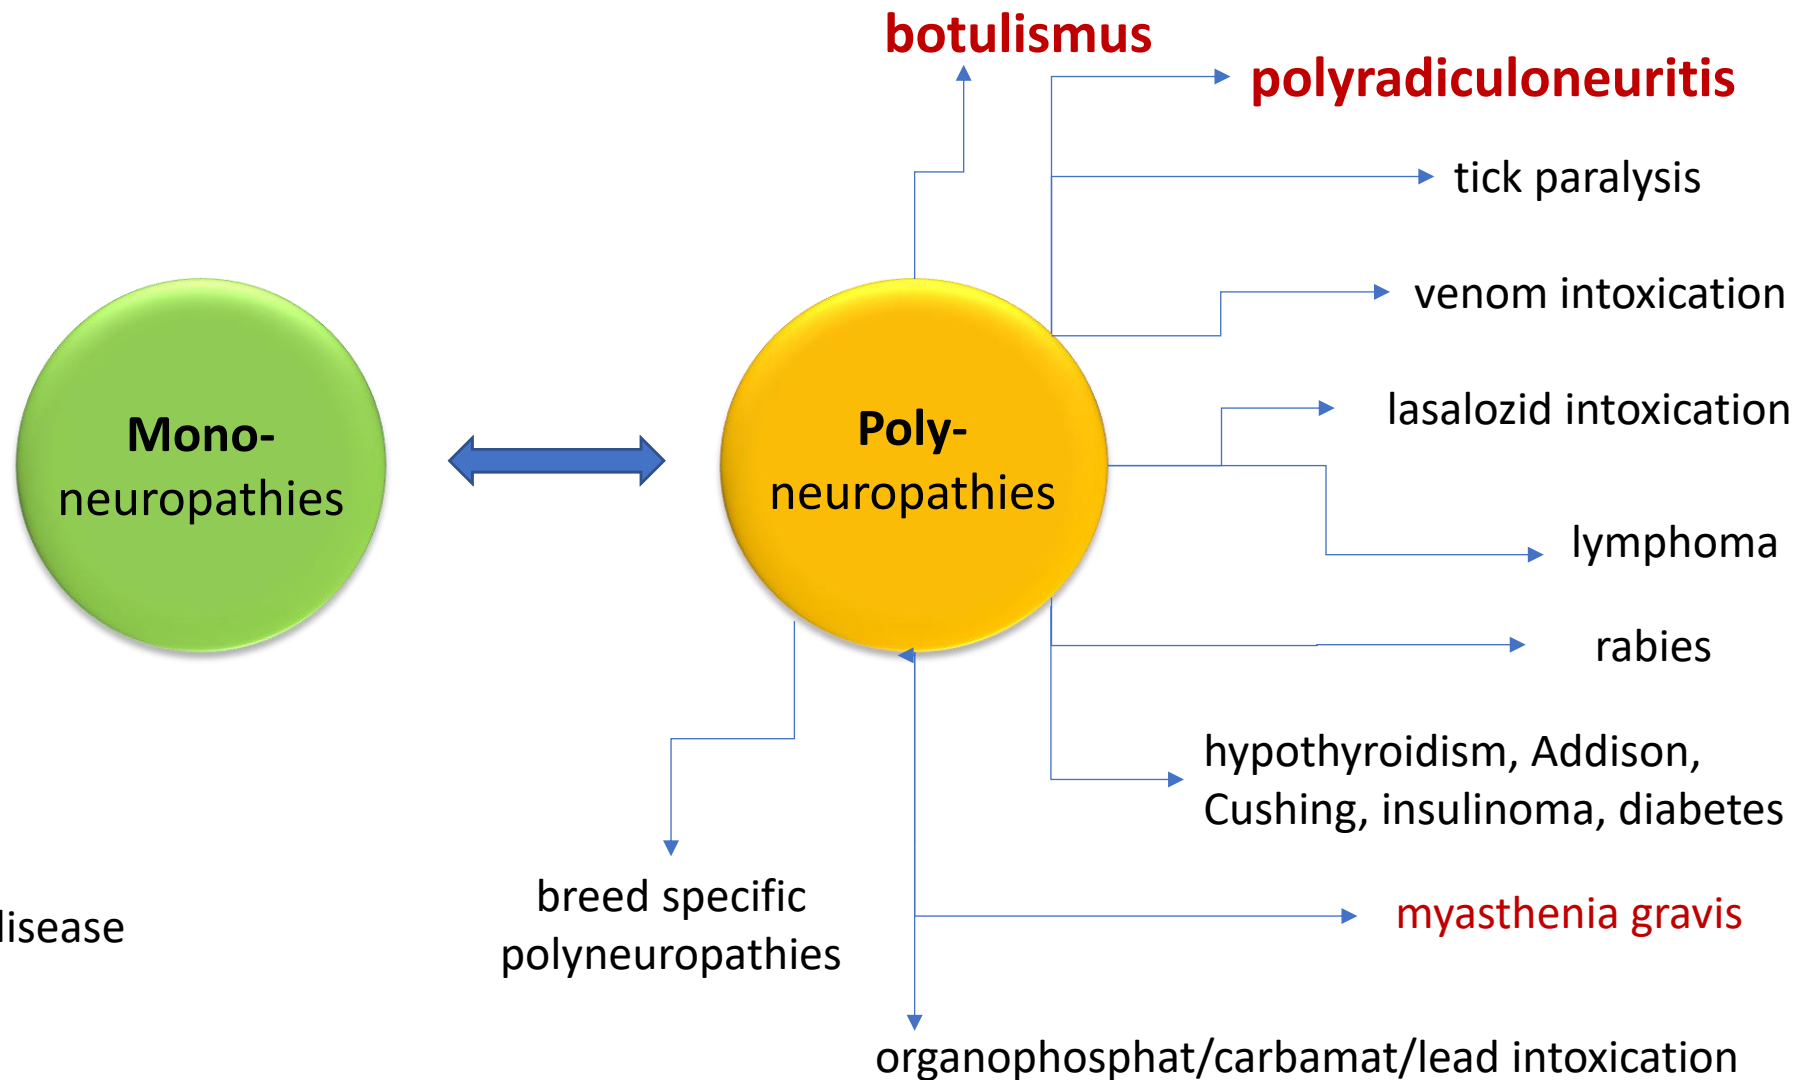 botulismus
polyradiculoneuritis
tick paralysis
venom intoxication
lasalozid intoxication
Mono-
neuropathies
Poly-
neuropathies
lymphoma
rabies
hypothyroidism, Addison,
Cushing, insulinoma, diabetes
breed specific
polyneuropathies
myasthenia gravis
disease
organophosphat/carbamat/lead intoxication